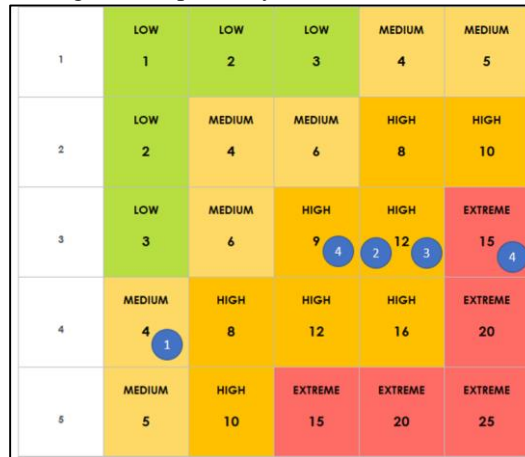 LOW LOW LOW MEDIUM MEDIUM
1 1 2 3 4 5
LOW MEDIUM MEDIUM HIGH HIGH
2 2 4 6 8 10
LOW MEDIUM HIGH HIGH EXTREME
3 3 6 9 4 2 12 3 15 4
MEDIUM HIGH HIGH HIGH EXTREME
4 4 1 8 12 16 20
MEDIUM HIGH EXTREME EXTREME EXTREME
5 5 10 15 20 25